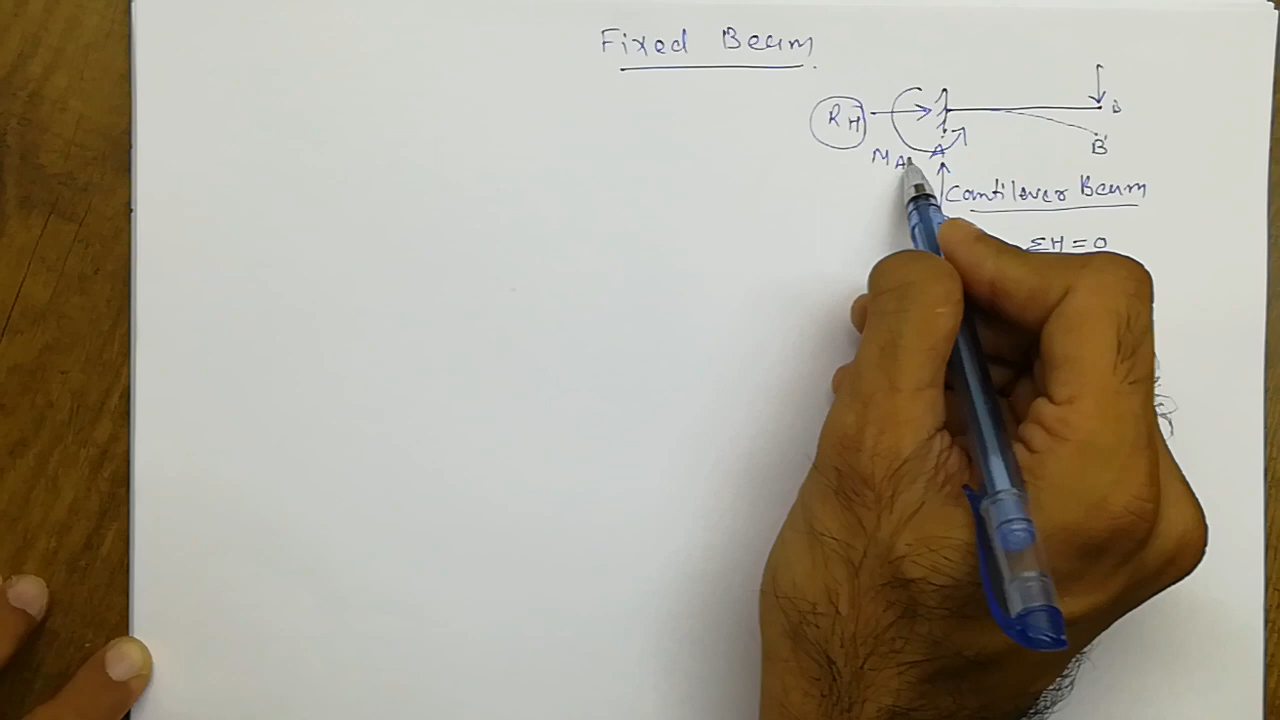 Fixed Beam
RH
B
MA A
B'
Cantilever Beam
ΣH = 0